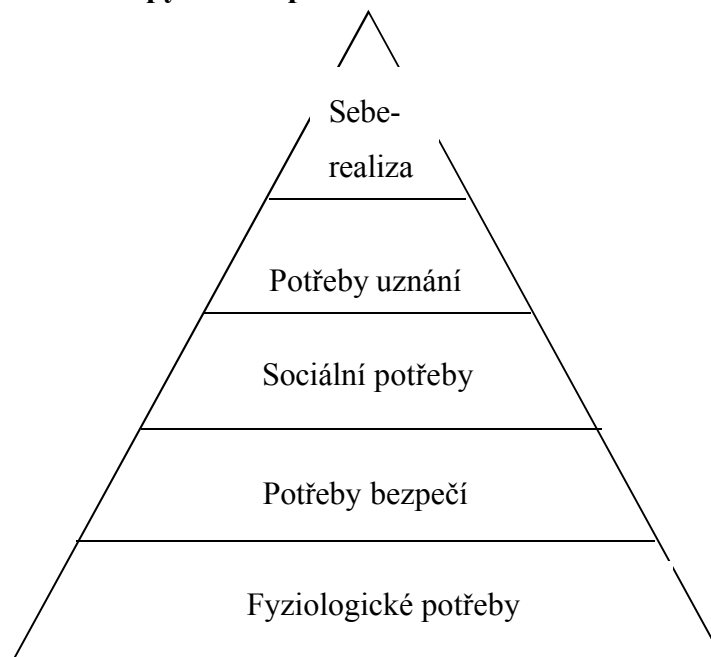 Sebe-
realiza
Potřeby uznání
Sociální potřeby
Potřeby bezpečí
Fyziologické potřeby